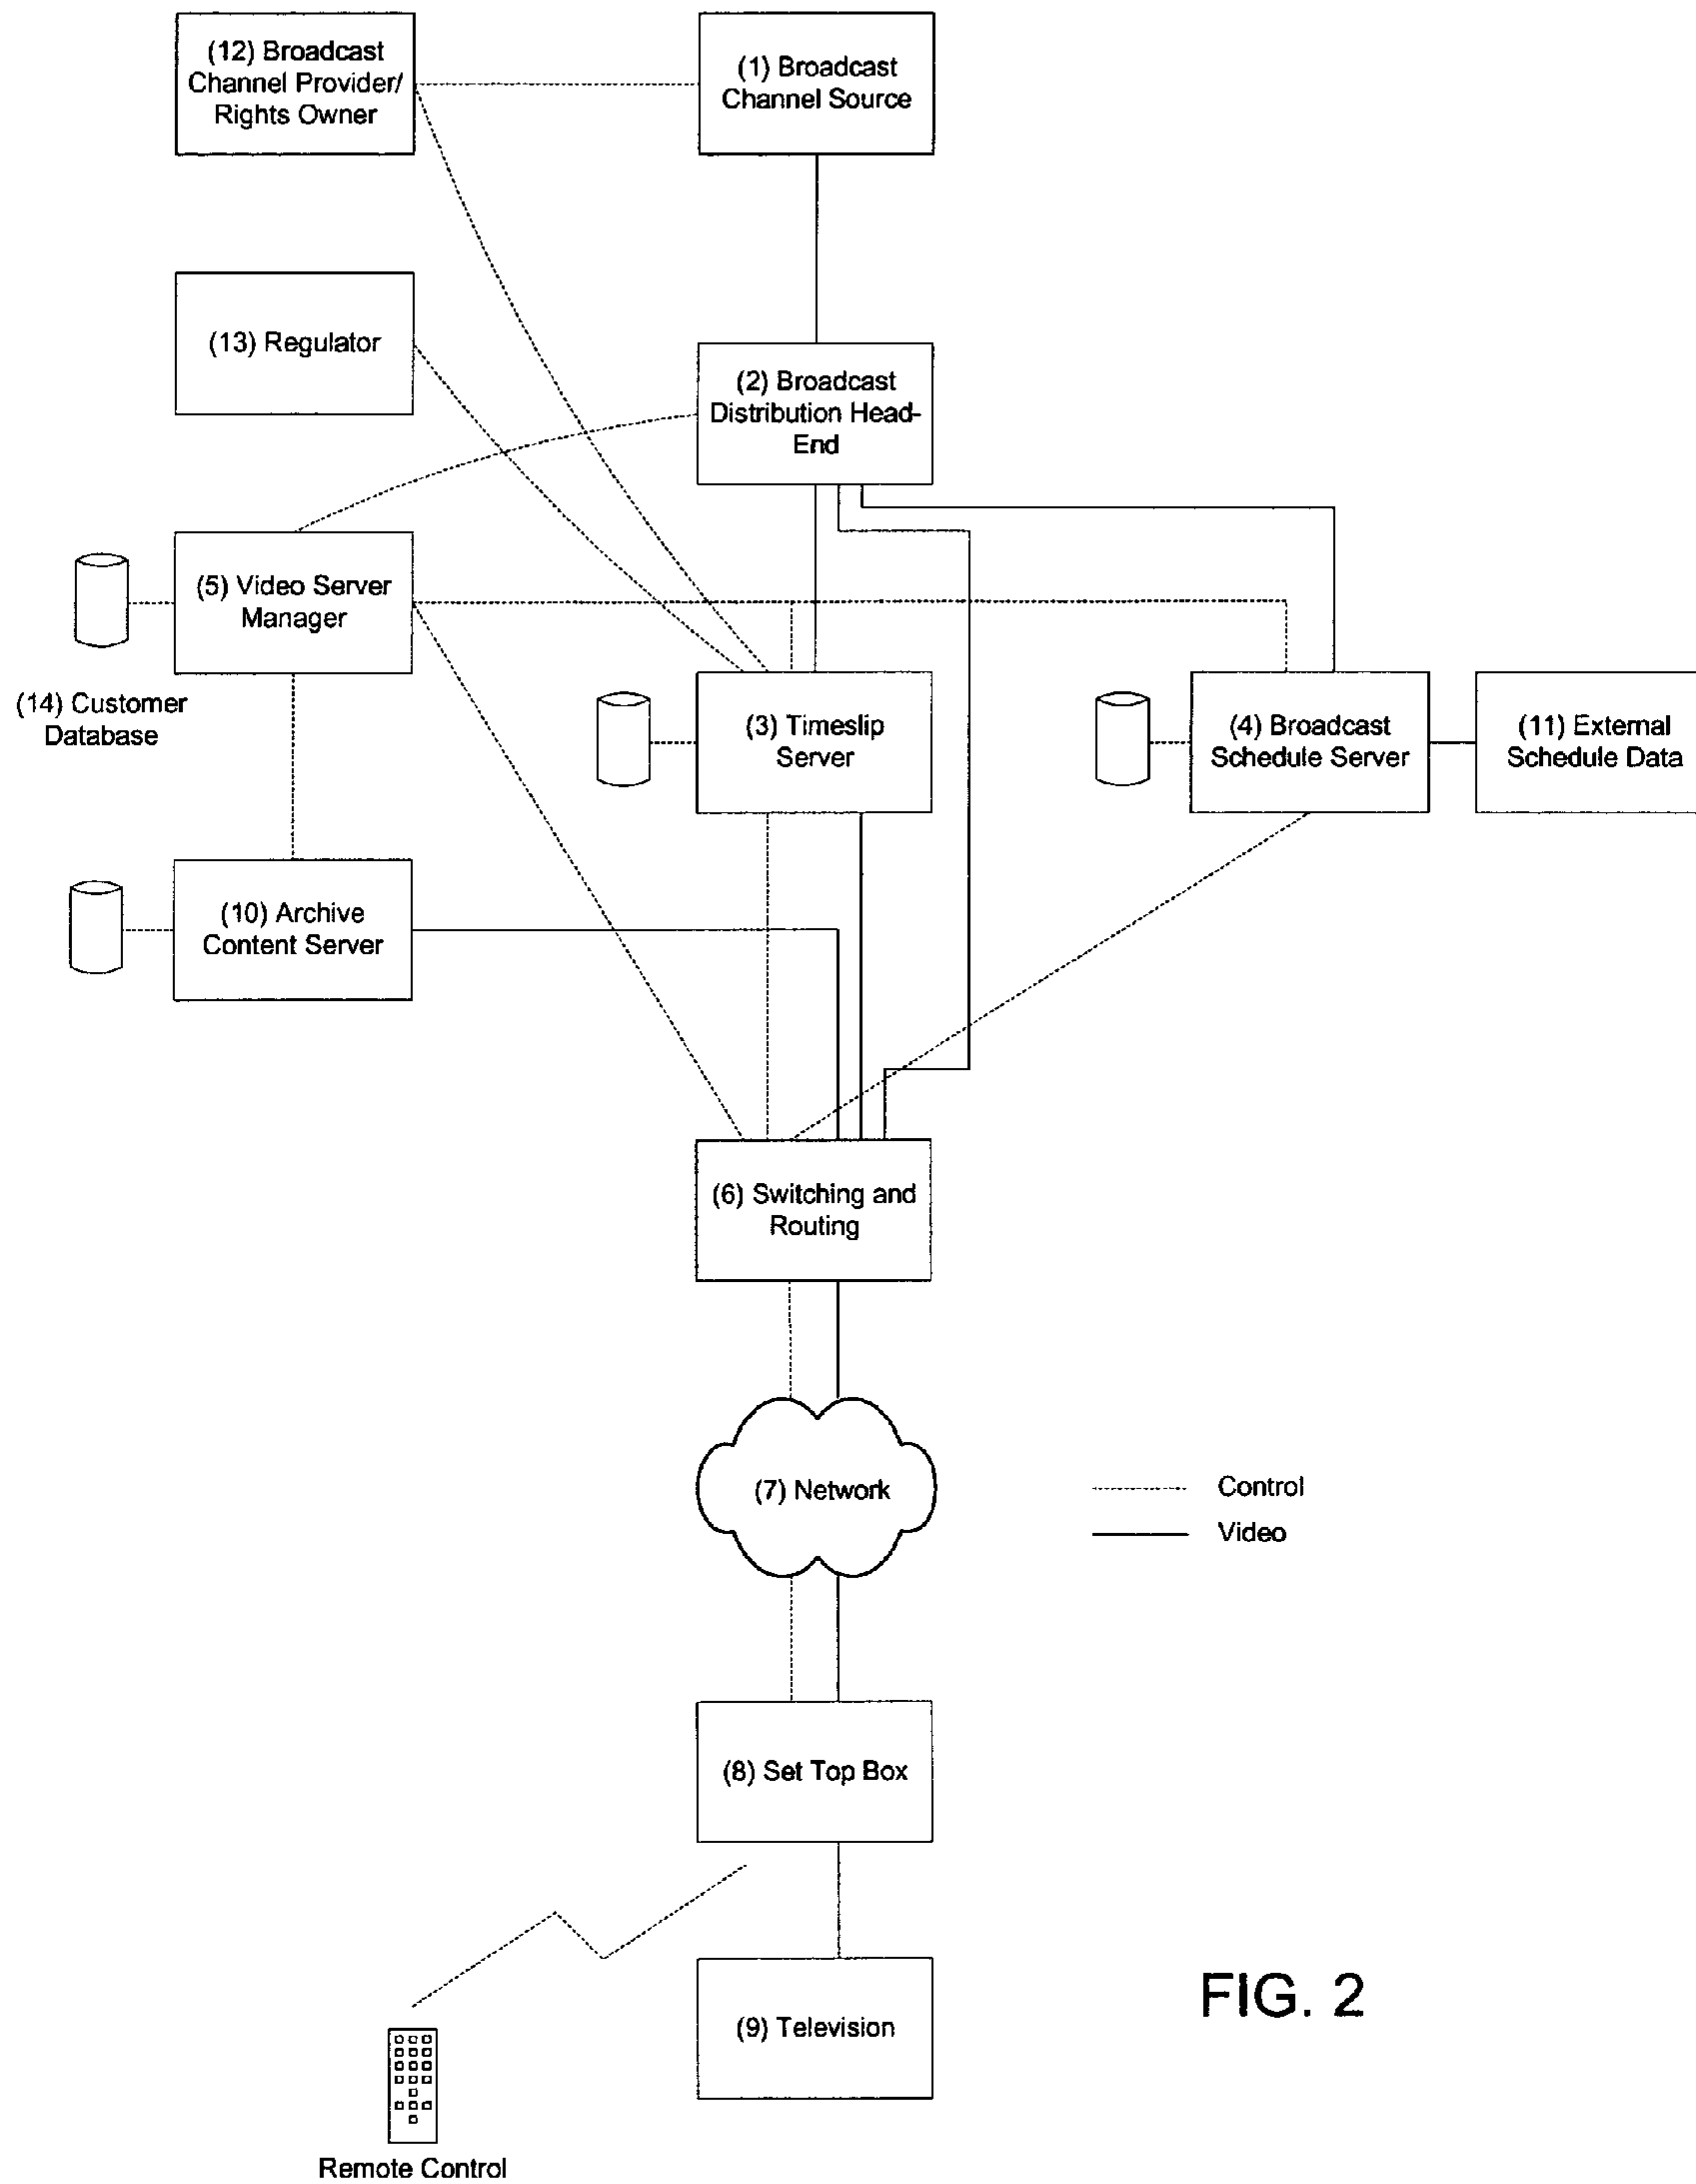 (12) Broadcast
Channel Provider/
Rights Owner
(1) Broadcast
Channel Source
(13) Regulator
(2) Broadcast
Distribution Head-
End
(5) Video Server
Manager
(14) Customer
Database
(3) Timeslip
Server
(4) Broadcast
Schedule Server
(11) External
Schedule Data
(10) Archive
Content Server
(6) Switching and
Routing
(7) Network
Control
Video
(8) Set Top Box
(9) Television
FIG. 2
Remote Control